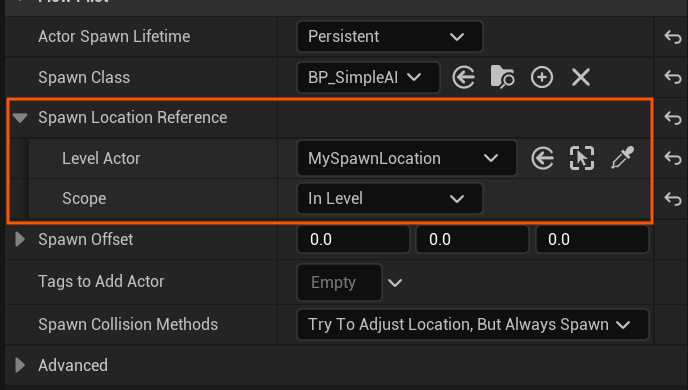 Actor Spawn Lifetime Persistent
Spawn Class BP_SimpleAI
Spawn Location Reference
Level Actor MySpawnLocation
Scope In Level
Spawn Offset 0.0 0.0 0.0
Tags to Add Actor Empty
Spawn Collision Methods Try To Adjust Location, But Always Spawn
Advanced